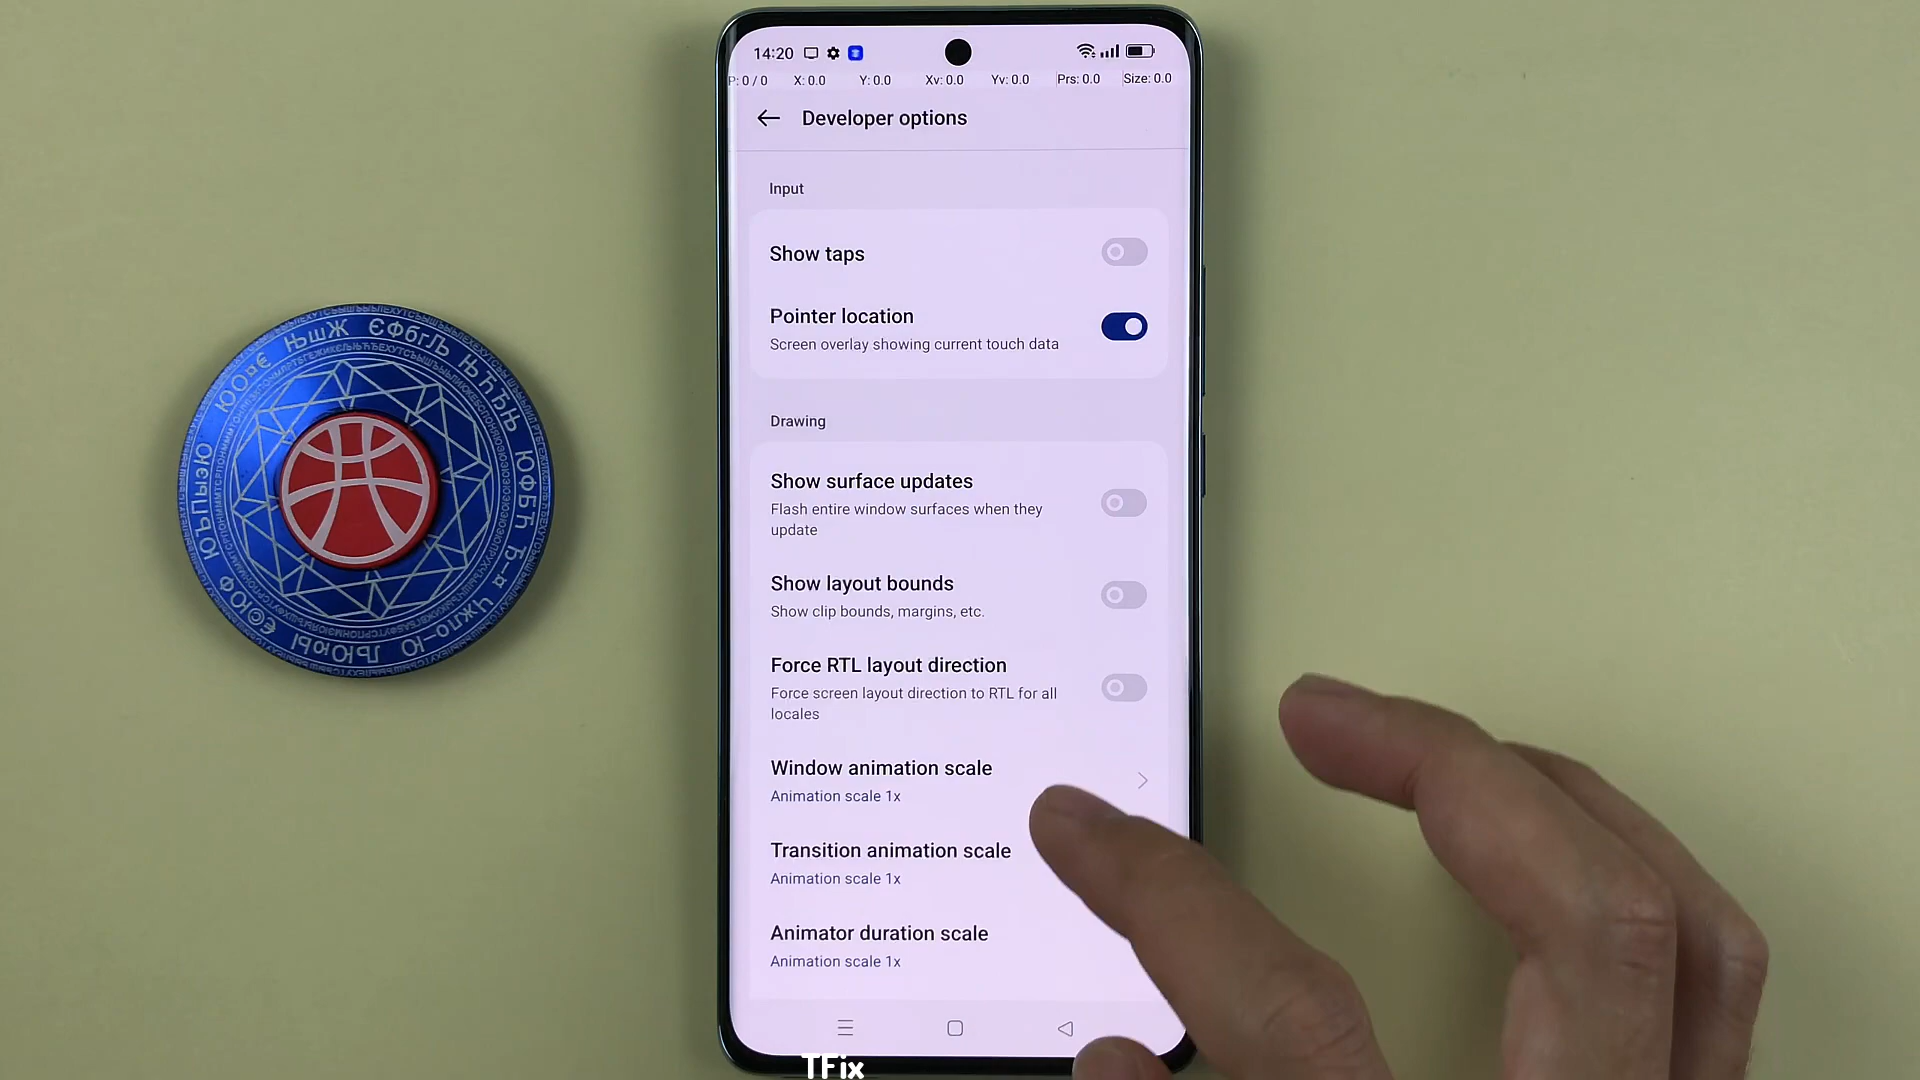 14:20
P: 0 / 0 X: 0.0 Y: 0.0 Xv: 0.0 Yv: 0.0 Prs: 0.0 Size: 0.0
Developer options
Input
Show taps
Pointer location
Screen overlay showing current touch data
Drawing
Show surface updates
Flash entire window surfaces when they
update
Show layout bounds
Show clip bounds, margins, etc.
Force RTL layout direction
Force screen layout direction to RTL for all
locales
Window animation scale
Animation scale 1x
Transition animation scale
Animation scale 1x
Animator duration scale
Animation scale 1x
TFix